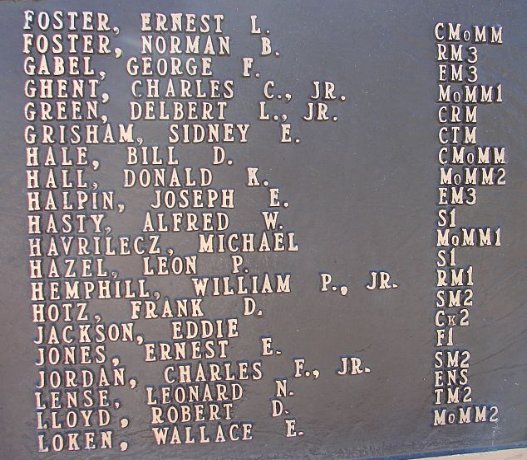 FOSTER, ERNEST L. CMoMM
FOSTER, NORMAN B. RM3
GABEL, GEORGE F. FM3
GHENT, CHARLES C., JR. MoMM1
GREEN, DELBERT L., JR. CRM
GRISHAM, SIDNEY E. CTM
HALE, BILL D. CMoMM
HALL, DONALD K. MoMM2
HALPIN, JOSEPH E. EM3
HASTY, ALFRED W. S1
HAVRILECZ, MICHAEL MoMM1
HAZEL, LEON P. S1
HEMPHILL, WILLIAM P., JR. RM1
HOTZ, FRANK D. SM2
JACKSON, EDDIE CK2
JONES, ERNEST E. F1
JORDAN, CHARLES F., JR. SM2
LENSE, LEONARD N. ENS
LLOYD, ROBERT D. TM2
LOKEN, WALLACE E. MoMM2